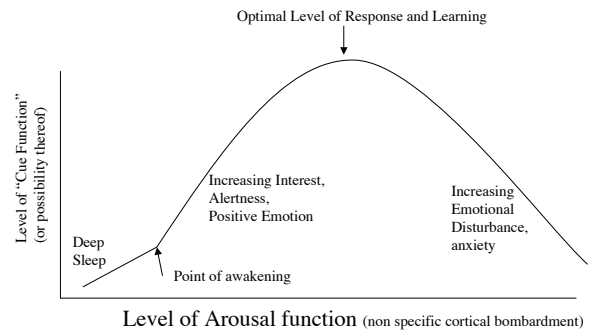 Optimal Level of Response and Learning
Level of “Cue Function”
(or possibility thereof)
Increasing Interest,
Alertness,
Positive Emotion
Increasing
Emotional
Disturbance,
anxiety
Deep
Sleep
Point of awakening
Level of Arousal function (non specific cortical bombardment)